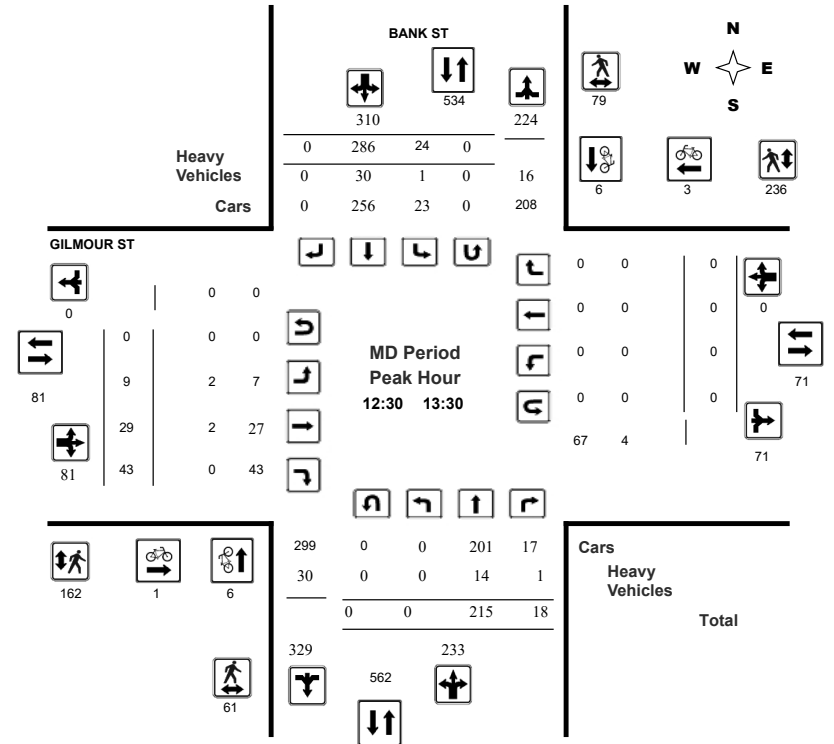 BANK ST
N
W E
S
534
79
310 224
0 286 24 0
Heavy
Vehicles 0 30 1 0 16
Cars 0 256 23 0 208
6 3 236
GILMOUR ST
0 0 0
0 0 0
81
9 2 7
29 2 27
81
43 0 43
MD Period
Peak Hour
12:30 13:30
0 0 0
0
0 0 0
0 0 0
71
0 0 0
67 4
71
299 0 0 201 17 Cars
30 0 0 14 1 Heavy
Vehicles
0 0 215 18 Total
162 1 6
329 233
562
61